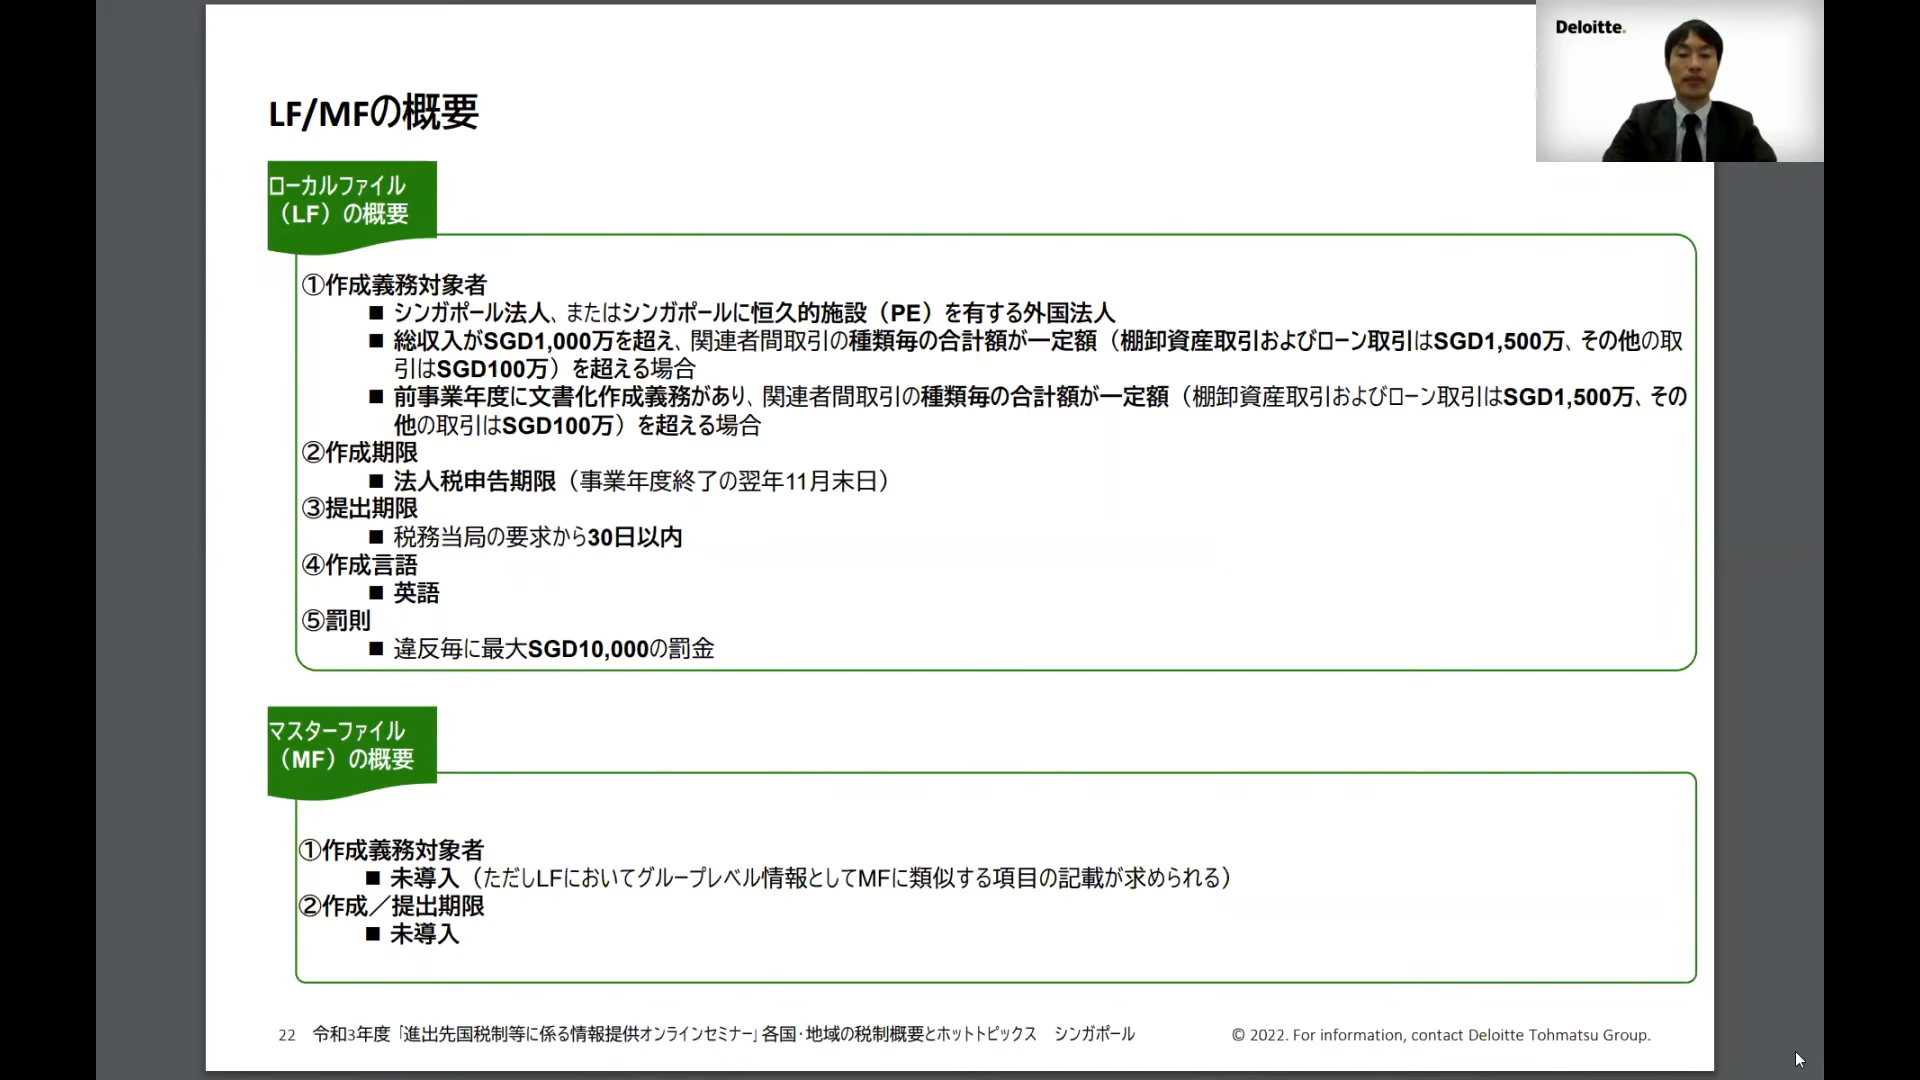 Deloitte.
LF/MFの概要
ローカルファイル
（LF）の概要
①作成義務対象者
■ シンガポール法人、またはシンガポールに恒久的施設（PE）を有する外国法人
■ 総収入がSGD1,000万を超え、関連者間取引の種類毎の合計額が一定額（棚卸資産取引およびローン取引はSGD1,500万、その他の取
引はSGD100万）を超える場合
■ 前事業年度に文書化作成義務があり、関連者間取引の種類毎の合計額が一定額（棚卸資産取引およびローン取引はSGD1,500万、その
他の取引はSGD100万）を超える場合
②作成期限
■ 法人税申告期限（事業年度終了の翌年11月末日）
③提出期限
■ 税務当局の要求から30日以内
④作成言語
■ 英語
⑤罰則
■ 違反毎に最大SGD10,000の罰金
マスターファイル
（MF）の概要
①作成義務対象者
■ 未導入（ただしLFにおいてグループレベル情報としてMFに類似する項目の記載が求められる）
②作成／提出期限
■ 未導入
22 令和3年度「進出先国税制等に係る情報提供オンラインセミナー」各国・地域の税制概要とホットトピックス シンガポール
© 2022. For information, contact Deloitte Tohmatsu Group.